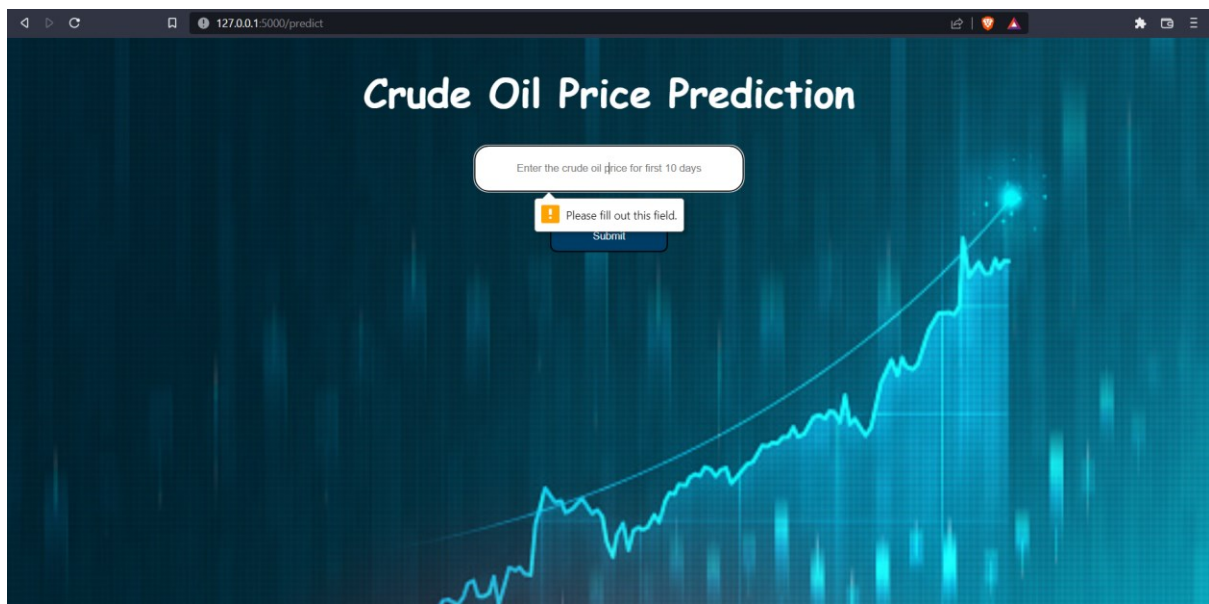 127.0.0.1:5000/predict
Crude Oil Price Prediction
Enter the crude oil price for first 10 days
Please fill out this field.
Submit